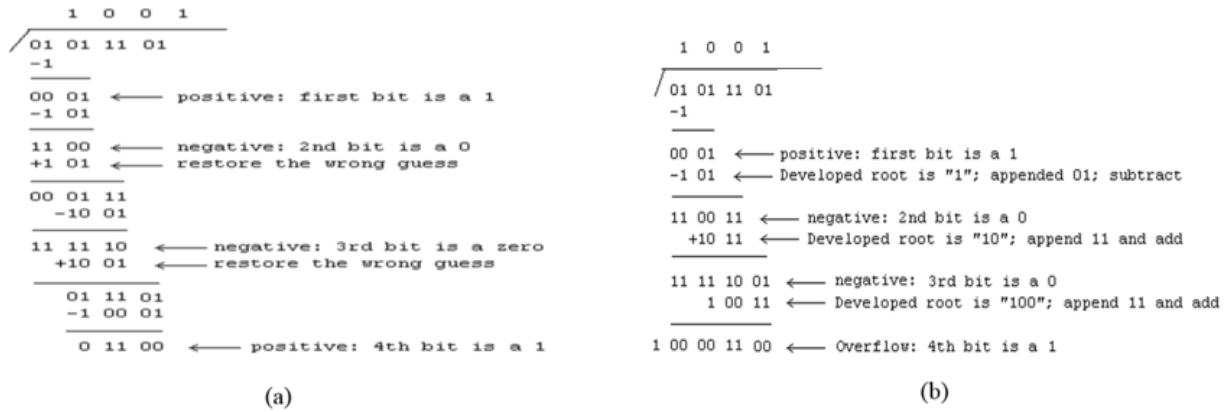 1 0 0 1
01 01 11 01
-1
00 01 ← positive: first bit is a 1
-1 01
11 00 ← negative: 2nd bit is a 0
+1 01 ← restore the wrong guess
00 01 11
-10 01
11 11 10 ← negative: 3rd bit is a zero
+10 01 ← restore the wrong guess
01 11 01
-1 00 01
0 11 00 ← positive: 4th bit is a 1
(a)
1 0 0 1
01 01 11 01
-1
00 01 ← positive: first bit is a 1
-1 01 ← Developed root is "1"; appended 01; subtract
11 00 11 ← negative: 2nd bit is a 0
+10 11 ← Developed root is "10"; append 11 and add
11 11 10 01 ← negative: 3rd bit is a 0
1 00 11 ← Developed root is "100"; append 11 and add
1 00 00 11 00 ← Overflow: 4th bit is a 1
(b)